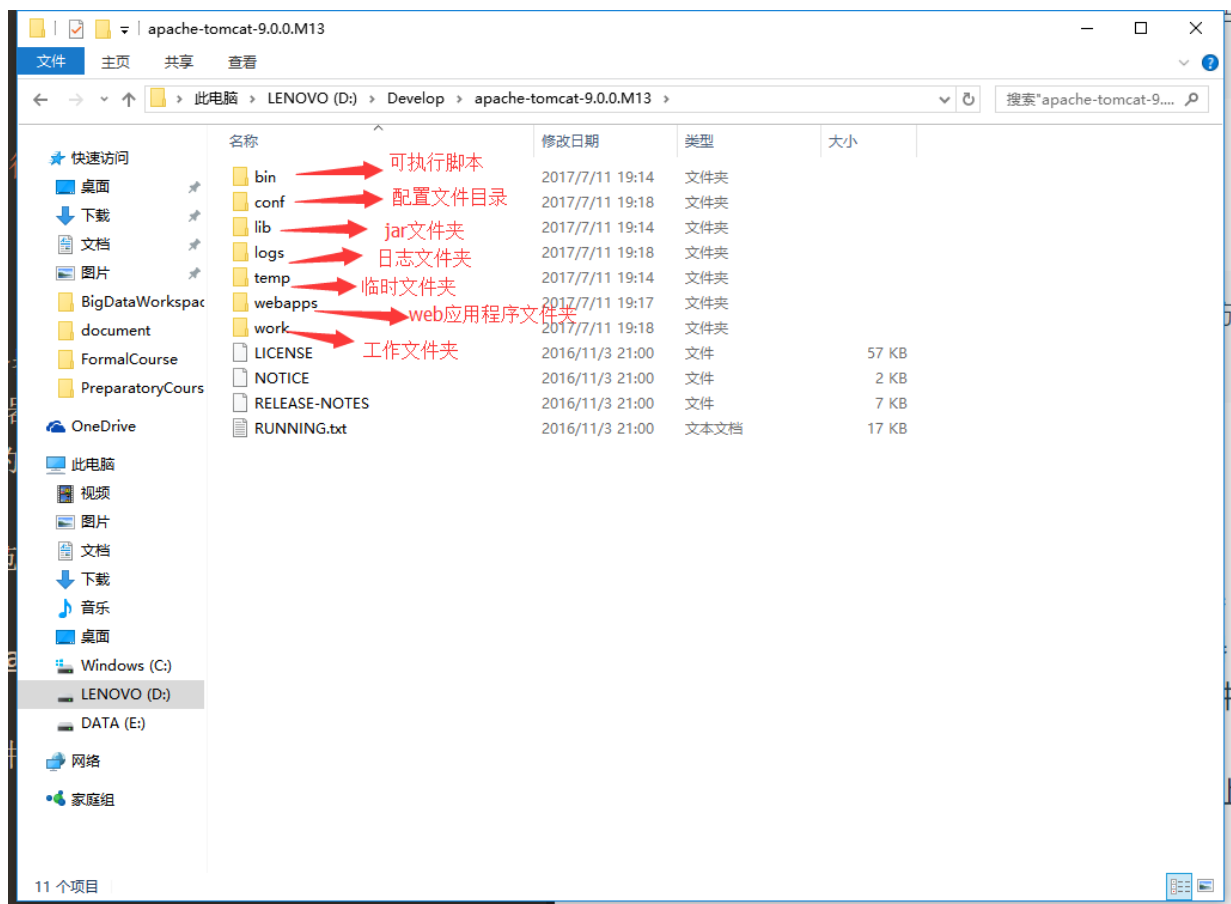 apache-tomcat-9.0.0.M13
文件 主页 共享 查看
此电脑 > LENOVO (D:) > Develop > apache-tomcat-9.0.0.M13 >
搜索"apache-tomcat-9....
名称 修改日期 类型 大小
快速访问
桌面
下载
文档
图片
BigDataWorkspac
document
FormalCourse
PreparatoryCours
OneDrive
此电脑
视频
图片
文档
下载
音乐
桌面
Windows (C:)
LENOVO (D:)
DATA (E:)
网络
家庭组
bin 可执行脚本 2017/7/11 19:14 文件夹
conf 配置文件目录 2017/7/11 19:18 文件夹
lib jar文件夹 2017/7/11 19:14 文件夹
logs 日志文件夹 2017/7/11 19:18 文件夹
temp 临时文件夹 2017/7/11 19:14 文件夹
webapps web应用程序文件夹 2017/7/11 19:17 文件夹
work 工作文件夹 2017/7/11 19:18 文件夹
LICENSE 2016/11/3 21:00 文件 57 KB
NOTICE 2016/11/3 21:00 文件 2 KB
RELEASE-NOTES 2016/11/3 21:00 文件 7 KB
RUNNING.txt 2016/11/3 21:00 文本文档 17 KB
11 个项目